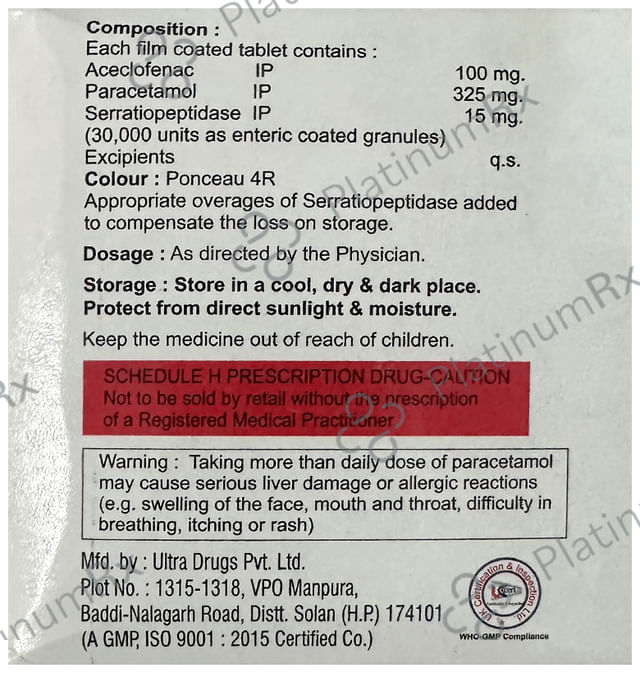 Composition :
Each film coated tablet contains :
Aceclofenac IP 100 mg.
Paracetamol IP 325 mg.
Serratiopeptidase IP 15 mg.
(30,000 units as enteric coated granules)
Excipients q.s.
Colour : Ponceau 4R
Appropriate overages of Serratiopeptidase added
to compensate the loss on storage.
Dosage : As directed by the Physician.
Storage : Store in a cool, dry & dark place.
Protect from direct sunlight & moisture.
Keep the medicine out of reach of children.
SCHEDULE H PRESCRIPTION DRUG-CAUTION
Not to be sold by retail without the prescription
of a Registered Medical Practitioner
Warning : Taking more than daily dose of paracetamol
may cause serious liver damage or allergic reactions
(e.g. swelling of the face, mouth and throat, difficulty in
breathing, itching or rash)
Mfd. by : Ultra Drugs Pvt. Ltd.
Plot No. : 1315-1318, VPO Manpura,
Baddi-Nalagarh Road, Distt. Solan (H.P.) 174101
(A GMP, ISO 9001 : 2015 Certified Co.)
UK Certification & Inspection Ltd.
WHO-GMP Compliance
PlatinumRx
PlatinumRx
PlatinumRx